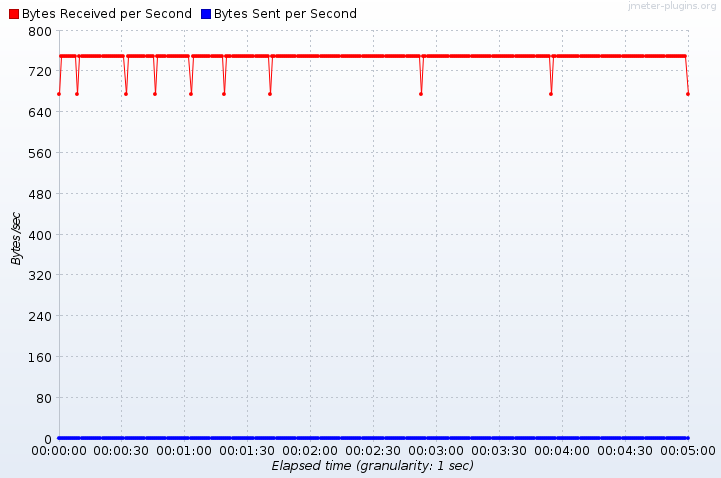 jmeter-plugins.org
Bytes Received per Second Bytes Sent per Second
800
720
640
560
480
400
320
240
160
80
0
Bytes /sec
00:00:00 00:00:30 00:01:00 00:01:30 00:02:00 00:02:30 00:03:00 00:03:30 00:04:00 00:04:30 00:05:00
Elapsed time (granularity: 1 sec)